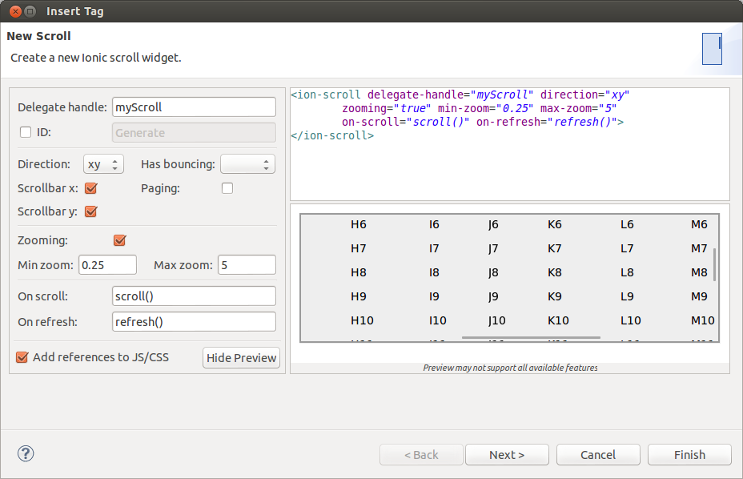 Insert Tag
New Scroll
Create a new Ionic scroll widget.
Delegate handle: myScroll
ID: Generate
Direction: xy Has bouncing:
Scrollbar x: Paging:
Scrollbar y:
Zooming:
Min zoom: 0.25 Max zoom: 5
On scroll: scroll()
On refresh: refresh()
Add references to JS/CSS Hide Preview
<ion-scroll delegate-handle="myScroll" direction="xy"
zooming="true" min-zoom="0.25" max-zoom="5"
on-scroll="scroll()" on-refresh="refresh()">
</ion-scroll>
H6 I6 J6 K6 L6 M6
H7 I7 J7 K7 L7 M7
H8 I8 J8 K8 L8 M8
H9 I9 J9 K9 L9 M9
H10 I10 J10 K10 L10 M10
Preview may not support all available features
? < Back Next > Cancel Finish